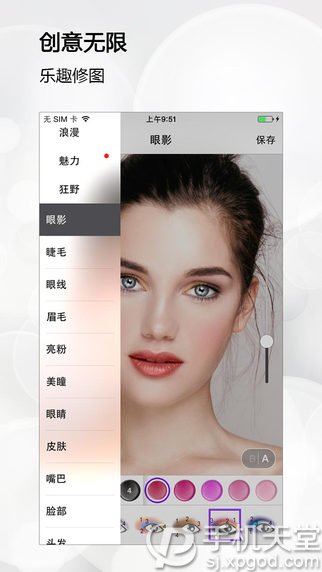 创意无限
乐趣修图
无 SIM 卡 上午9:51
浪漫
眼影 保存
魅力
狂野
眼影
睫毛
眼线
眉毛
亮粉
美瞳
眼睛
皮肤
嘴巴
脸部
头发
B A
4
手机天堂
sj.xpgod.com